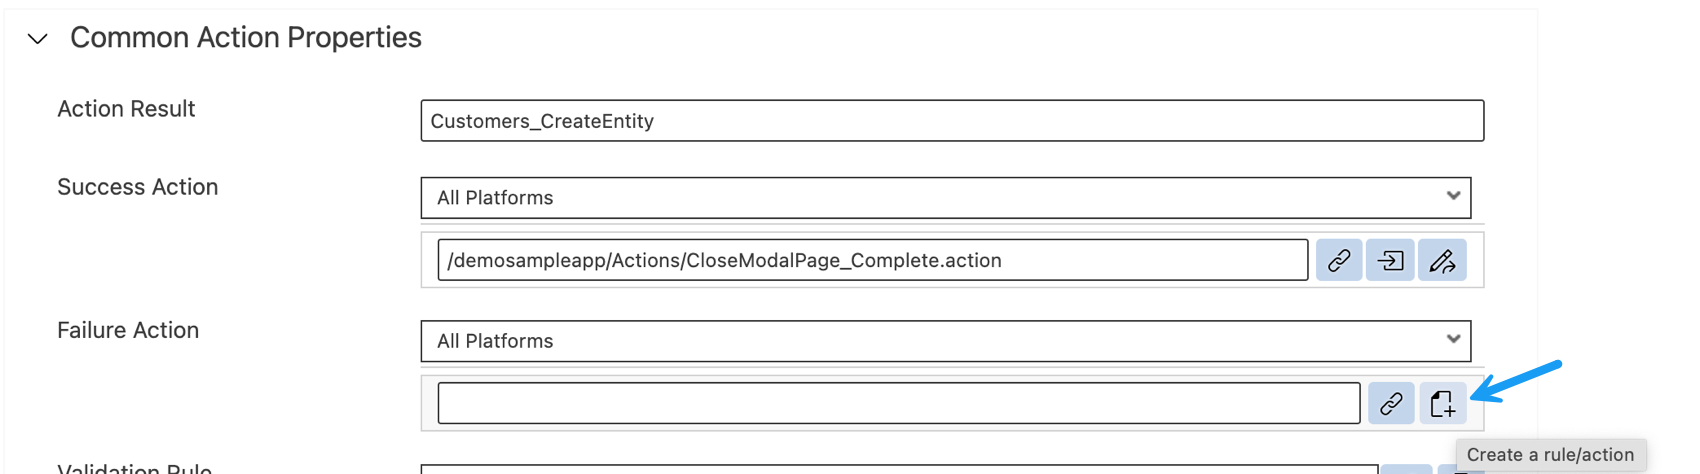 Common Action Properties
Action Result
Customers_CreateEntity
Success Action
All Platforms
/demosampleapp/Actions/CloseModalPage_Complete.action
Failure Action
All Platforms
Create a rule/action
Validation Rule